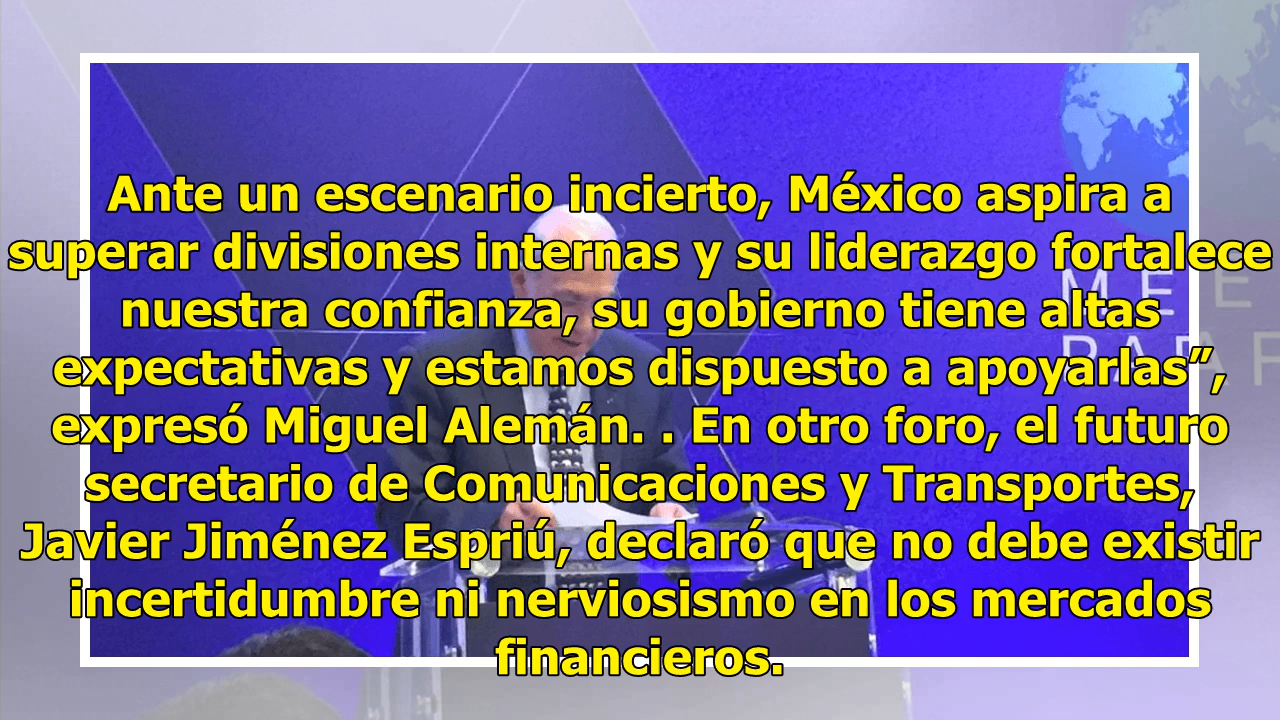 Ante un escenario incierto, México aspira a
superar divisiones internas y su liderazgo fortalece
nuestra confianza, su gobierno tiene altas
expectativas y estamos dispuesto a apoyarlas”,
expresó Miguel Alemán. . En otro foro, el futuro
secretario de Comunicaciones y Transportes,
Javier Jiménez Espriú, declaró que no debe existir
incertidumbre ni nerviosismo en los mercados
financieros.